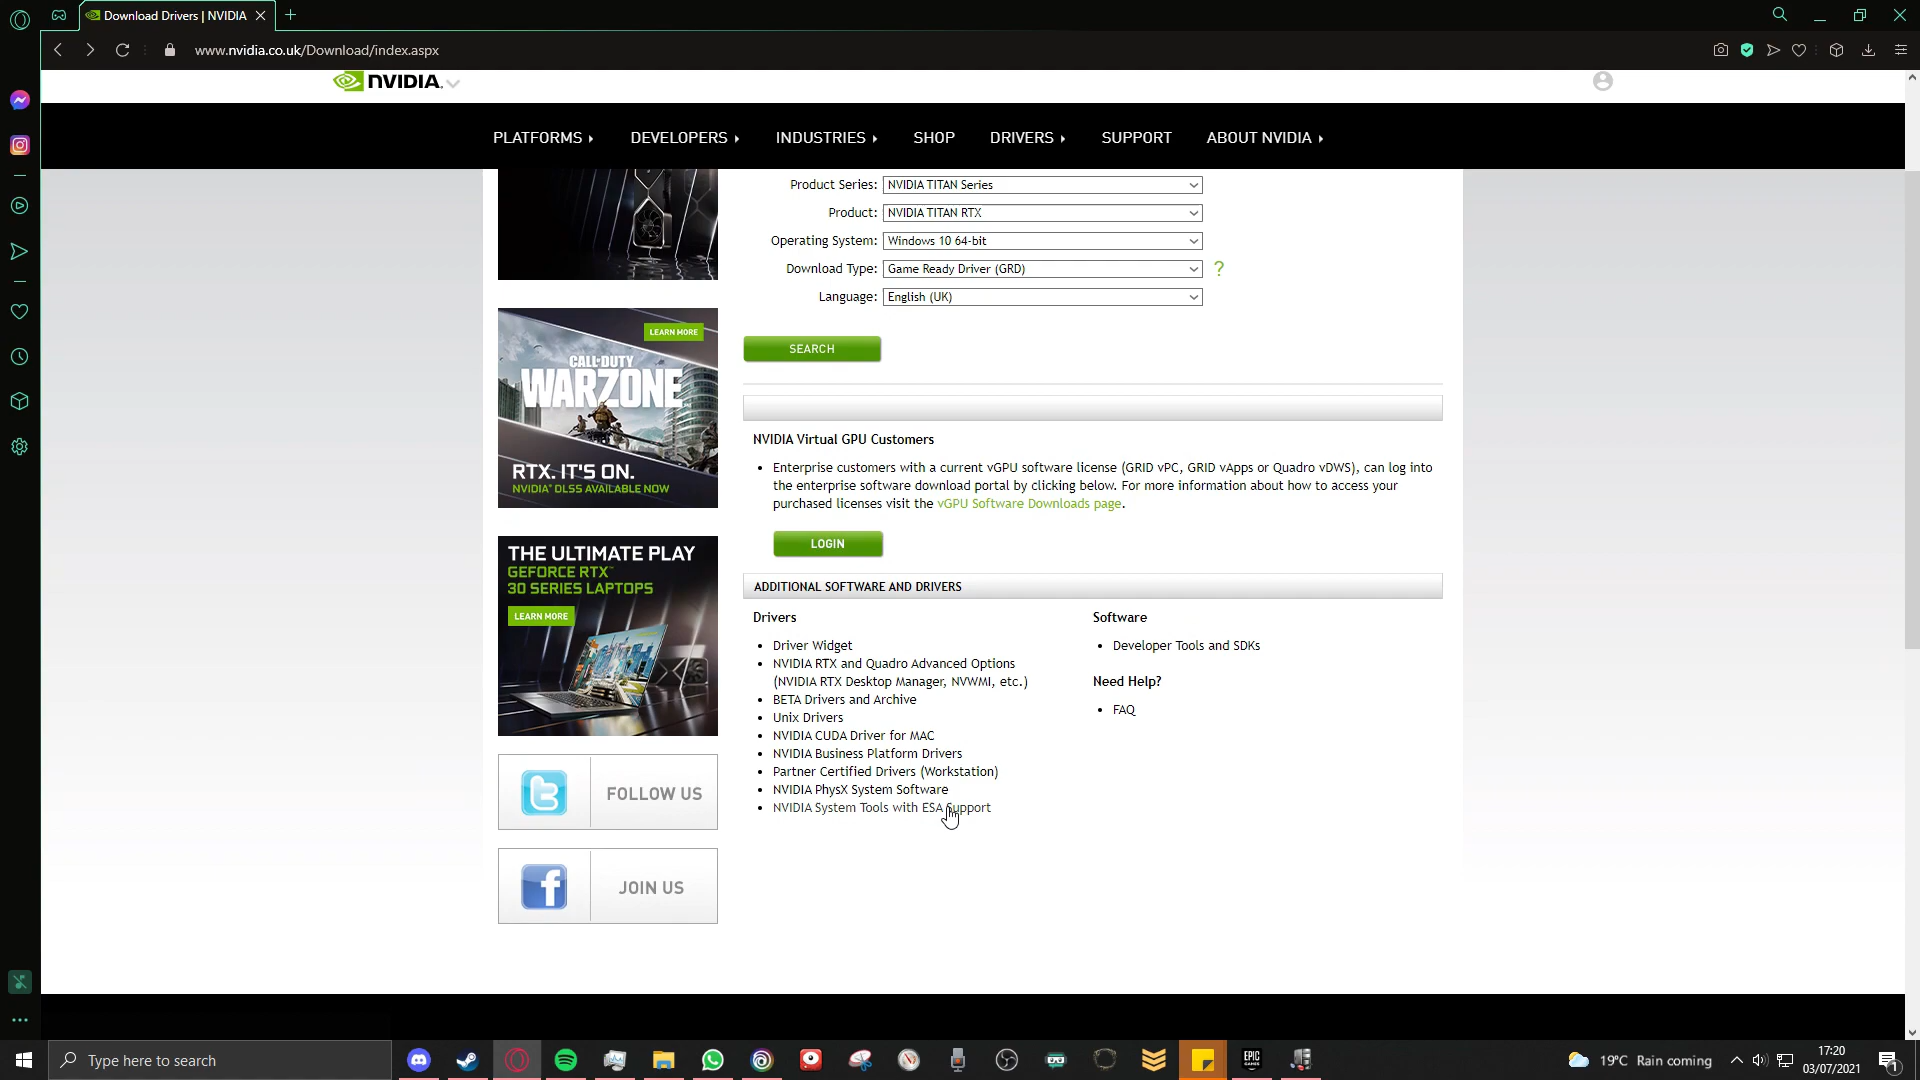 Download Drivers | NVIDIA
www.nvidia.co.uk/Download/index.aspx
NVIDIA.
PLATFORMS DEVELOPERS INDUSTRIES SHOP DRIVERS SUPPORT ABOUT NVIDIA
Product Series: NVIDIA TITAN Series
Product: NVIDIA TITAN RTX
Operating System: Windows 10 64-bit
Download Type: Game Ready Driver (GRD) ?
Language: English (UK)
SEARCH
LEARN MORE
CALL OF DUTY
WARZONE
RTX. IT'S ON.
NVIDIA® DLSS AVAILABLE NOW
NVIDIA Virtual GPU Customers
Enterprise customers with a current vGPU software license (GRID vPC, GRID vApps or Quadro vDWS), can log into
the enterprise software download portal by clicking below. For more information about how to access your
purchased licenses visit the vGPU Software Downloads page.
LOGIN
THE ULTIMATE PLAY
GEFORCE RTX™
30 SERIES LAPTOPS
LEARN MORE
ADDITIONAL SOFTWARE AND DRIVERS
Drivers
Driver Widget
NVIDIA RTX and Quadro Advanced Options
(NVIDIA RTX Desktop Manager, NVWMI, etc.)
BETA Drivers and Archive
Unix Drivers
NVIDIA CUDA Driver for MAC
NVIDIA Business Platform Drivers
Partner Certified Drivers (Workstation)
NVIDIA PhysX System Software
NVIDIA System Tools with ESA Support
Software
Developer Tools and SDKs
Need Help?
FAQ
FOLLOW US
JOIN US
Type here to search
EPIC
GAMES
19°C Rain coming
17:20
03/07/2021
1